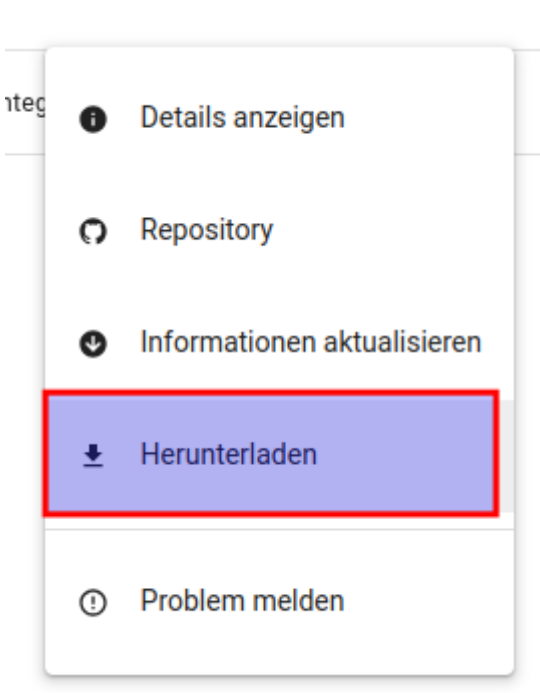 Details anzeigen
Repository
Informationen aktualisieren
Herunterladen
Problem melden